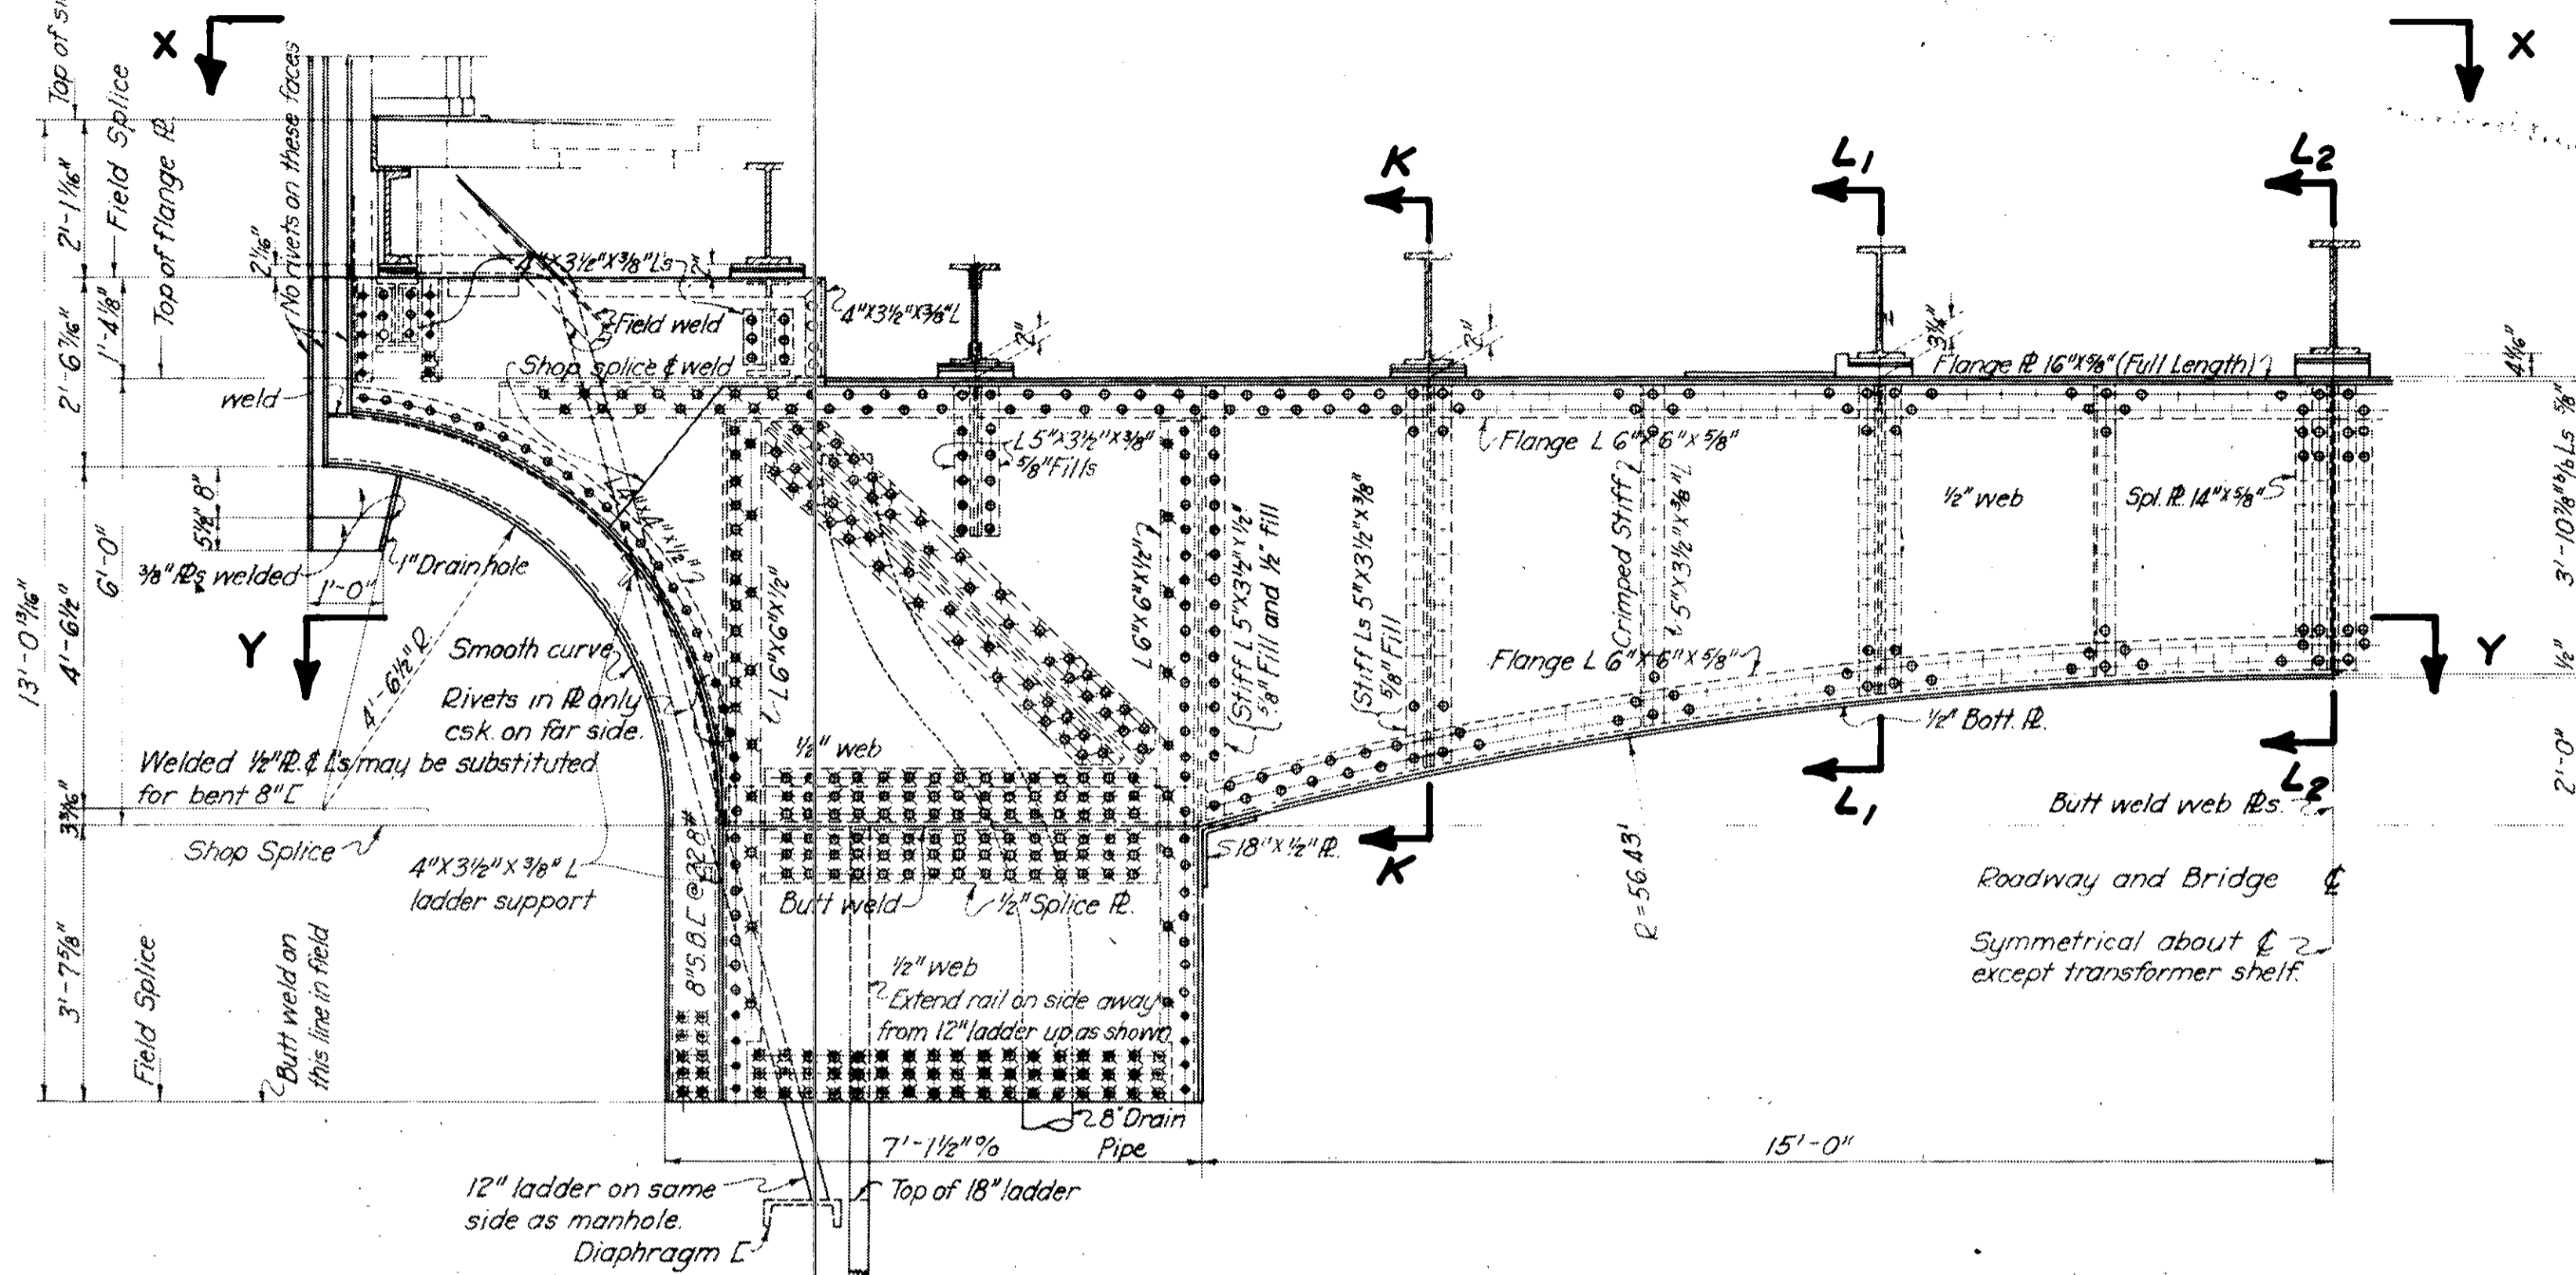 X
X
Top of
No rivets on these faces
Field Splice
Top of flange ⅊
2'-1 1/16"
2 1/16"
1'-4 1/8"
2'-6 7/16"
K
L1
L2
3 1/2"X3/8" Ls
2"
4"X3 1/2"X3/8" L
Field weld
Shop splice & weld
2"
2"
3 1/4"
4 1/16"
Flange ⅊ 16"X5/8" (Full Length)
weld
L 5"X3 1/2"X3/8"
5/8" Fills
Flange L 6"X6"X5/8"
1/2" web
Spl. ⅊ 14"X5/8"
5/8"
3'-10 7/8"
1/2"
2'-0"
8"
5 1/8"
6'-0"
13'-0 13/16"
4'-6 1/2"
3 3/16"
3'-7 5/8"
3/8" ⅊s welded
1" Drain hole
1'-0"
4'-6 1/2" R.
L 6"X6"X1/2"
L 6"X6"X1/2"
Stiff L 5"X3 1/2"X1/2"
5/8" Fill and 1/2" fill
Stiff Ls 5"X3 1/2"X3/8"
5/8" Fill
Crimped Stiff
L 5"X3 1/2"X3/8" L
Y
Y
Smooth curve
Rivets in ⅊ only
csk. on far side.
Flange L 6"X6"X5/8"
1/2" Bott. ⅊.
1/2" web
Welded 1/2" ⅊ & Ls may be substituted
for bent 8" [
L1
L2
K
Butt weld web ⅊s.
Shop Splice
4"X3 1/2"X3/8" L
ladder support
8" S.B.[ @ 22.8#
Butt weld
1/2" Splice ⅊.
18"X1/2" ⅊.
R = 56.43'
Roadway and Bridge ℄
Symmetrical about ℄
except transformer shelf.
Field Splice
Butt weld on
this line in field
1/2" web
Extend rail on side away
from 12" ladder up as shown
8" Drain
Pipe
7'-1 1/2" %
15'-0"
12" ladder on same
side as manhole.
Top of 18" ladder
Diaphragm [